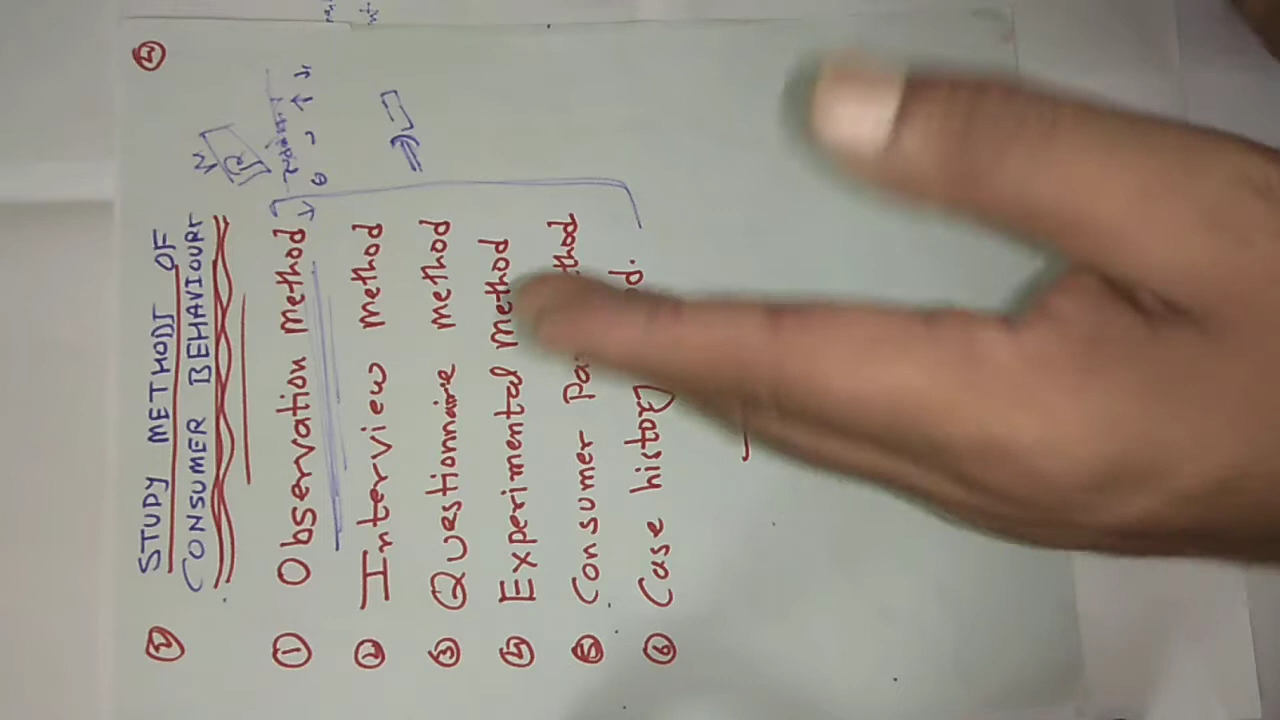 STUDY METHODS OF
CONSUMER BEHAVIOUR
① Observation method
② Interview Method
③ Questionnaire method
④ Experimental Method
⑤ Consumer
⑥ Case history